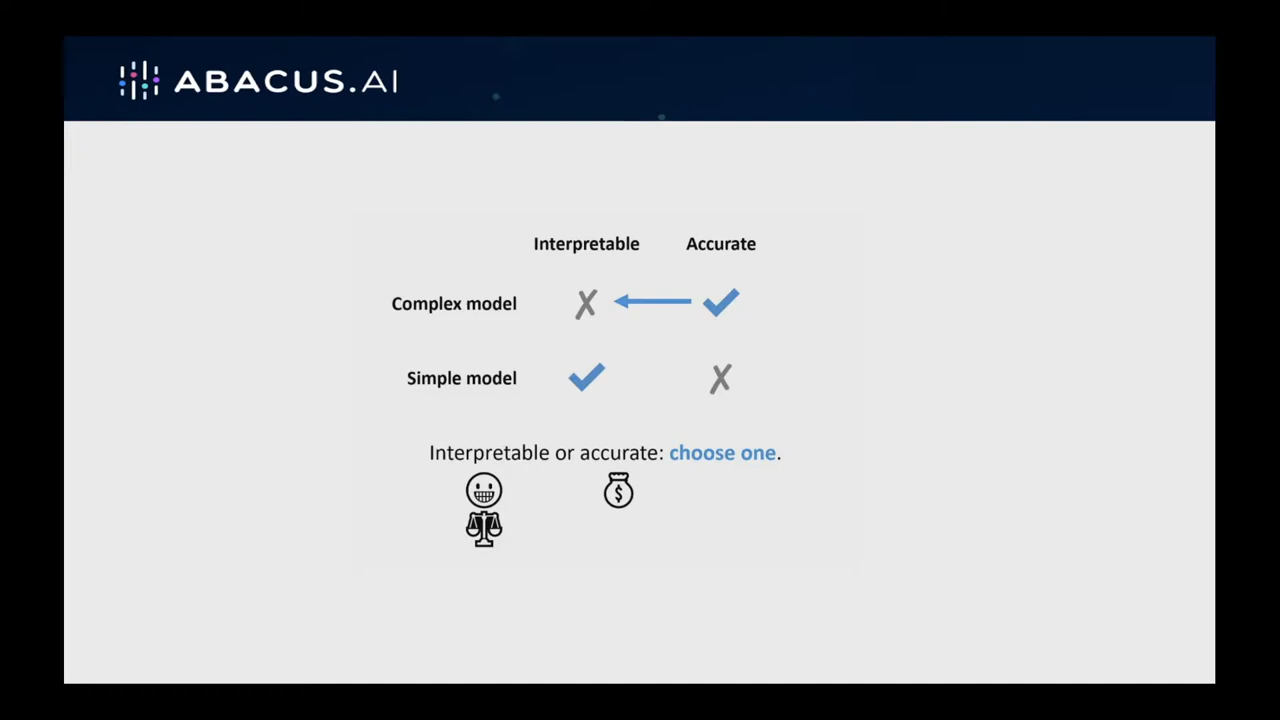 ABACUS.AI
Interpretable Accurate
Complex model ✗ ✓
Simple model ✓ ✗
Interpretable or accurate: choose one.
$